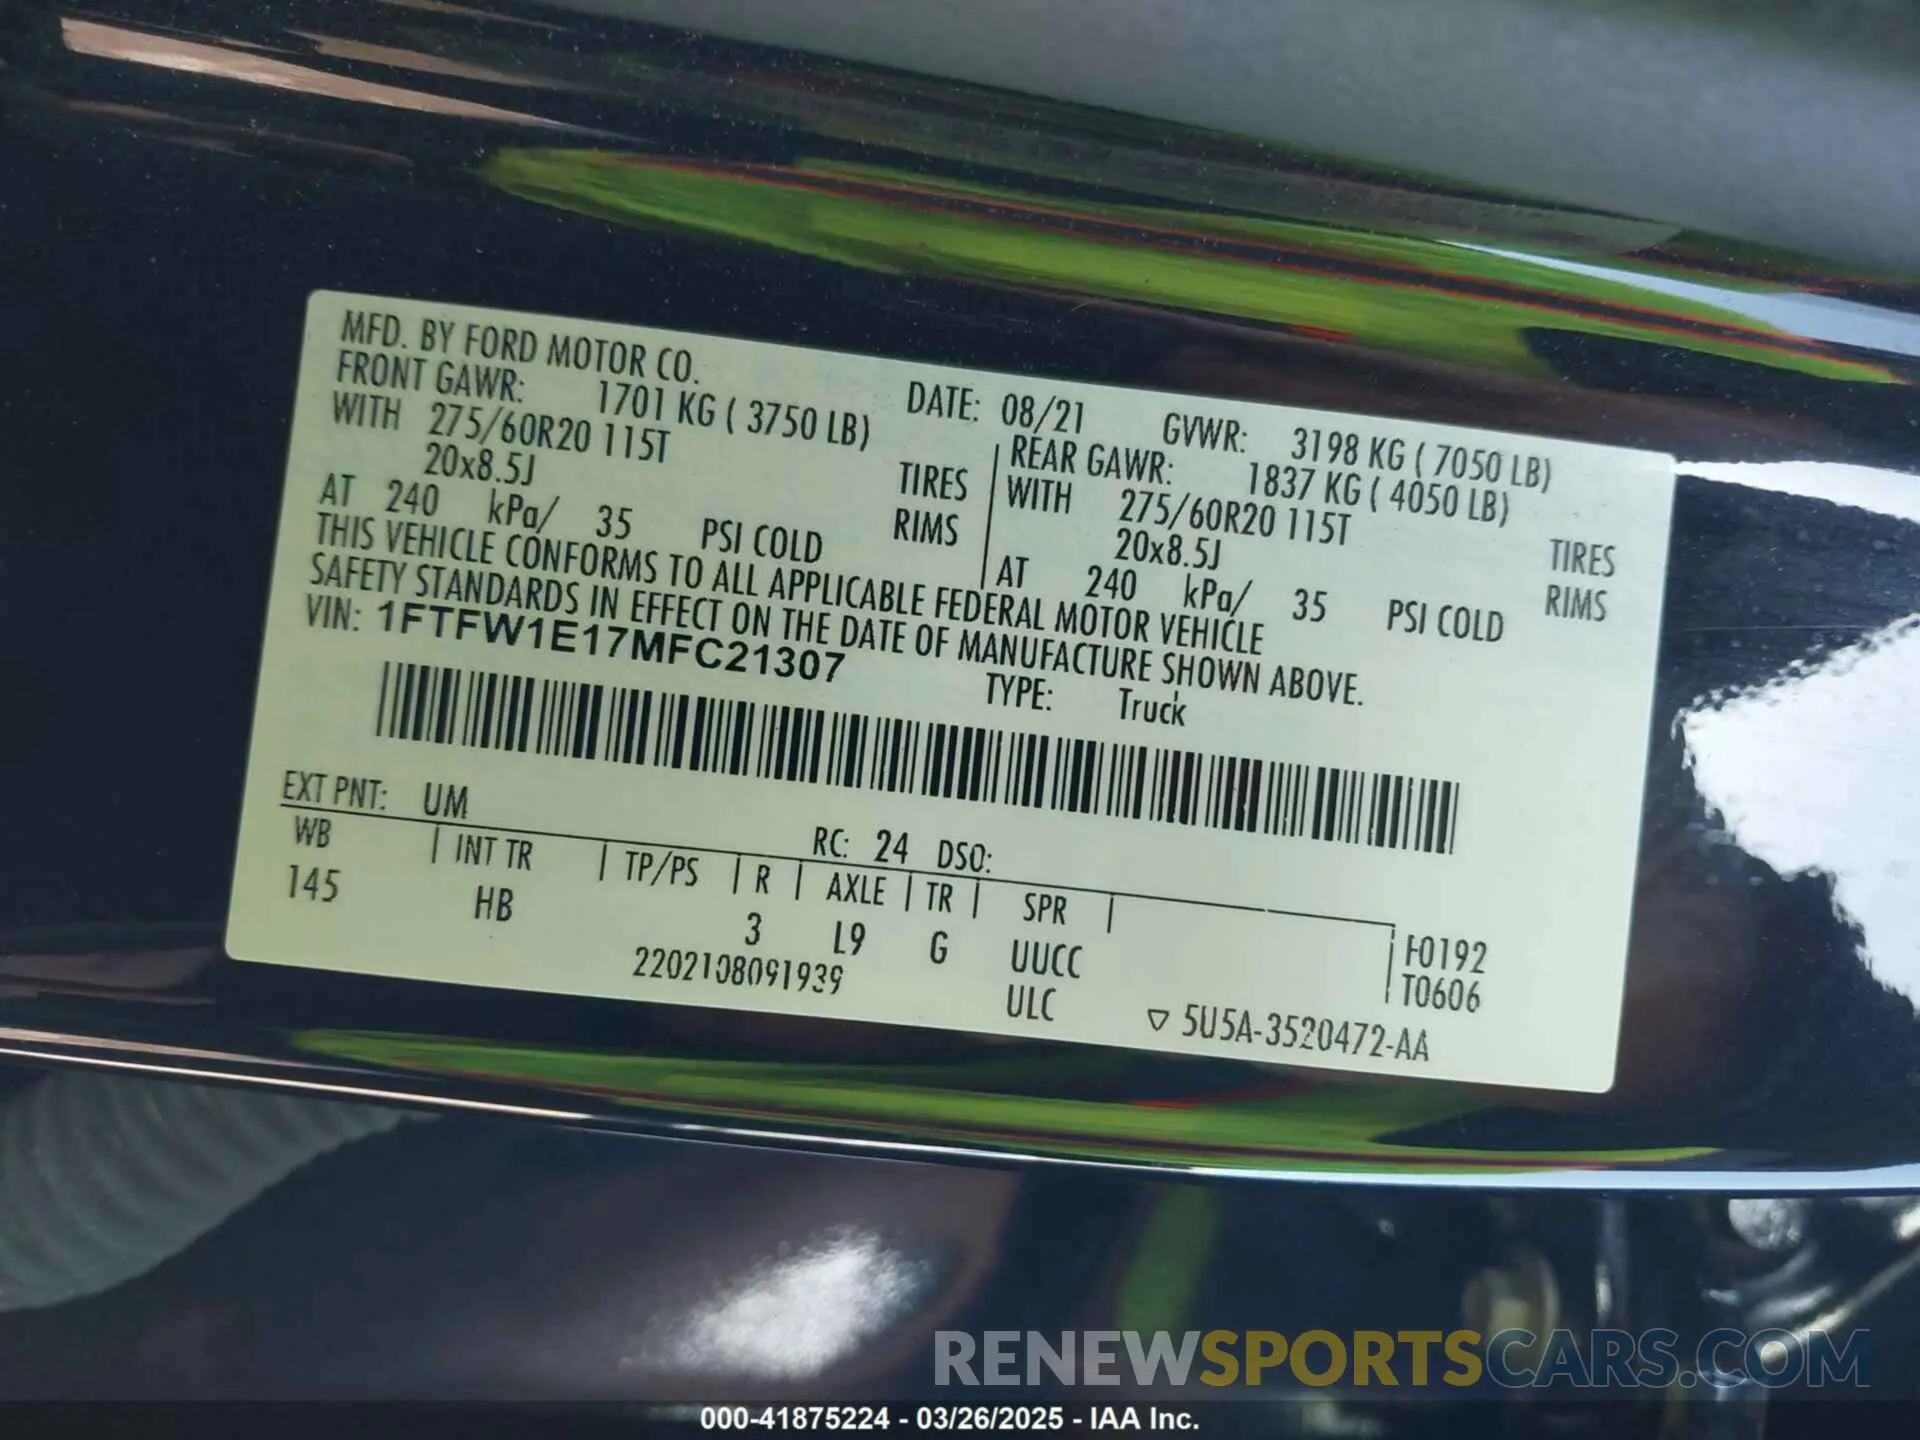 MFD. BY FORD MOTOR CO.
DATE: 08/21 GVWR: 3198 KG ( 7050 LB)
FRONT GAWR: 1701 KG ( 3750 LB)
REAR GAWR: 1837 KG ( 4050 LB)
WITH 275/60R20 115T TIRES
WITH 275/60R20 115T TIRES
20x8.5J RIMS
20x8.5J RIMS
AT 240 kPa/ 35 PSI COLD
AT 240 kPa/ 35 PSI COLD
THIS VEHICLE CONFORMS TO ALL APPLICABLE FEDERAL MOTOR VEHICLE
SAFETY STANDARDS IN EFFECT ON THE DATE OF MANUFACTURE SHOWN ABOVE.
VIN: 1FTFW1E17MFC21307
TYPE: Truck
EXT PNT: UM RC: 24 DSO:
WB | INT TR | TP/PS | R | AXLE | TR | SPR |
145 HB 3 L9 G UUCC
F0192
T0606
2202108091939 ULC
▽ 5U5A-3520472-AA
RENEWSPORTSCARS.COM
000-41875224 - 03/26/2025 - IAA Inc.